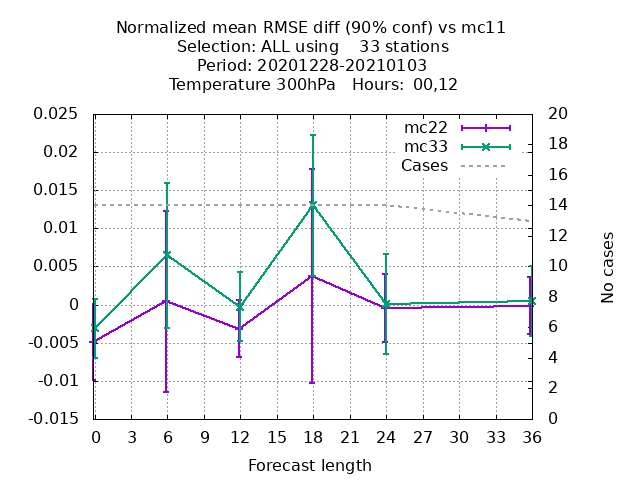 Normalized mean RMSE diff (90% conf) vs mc11
Selection: ALL using    33 stations
Period: 20201228-20210103
Temperature 300hPa   Hours: 00,12
mc22
mc33
Cases
0.025
0.02
0.015
0.01
0.005
0
-0.005
-0.01
-0.015
20
18
16
14
12
10
8
6
4
2
0
No cases
0 3 6 9 12 15 18 21 24 27 30 33 36
Forecast length